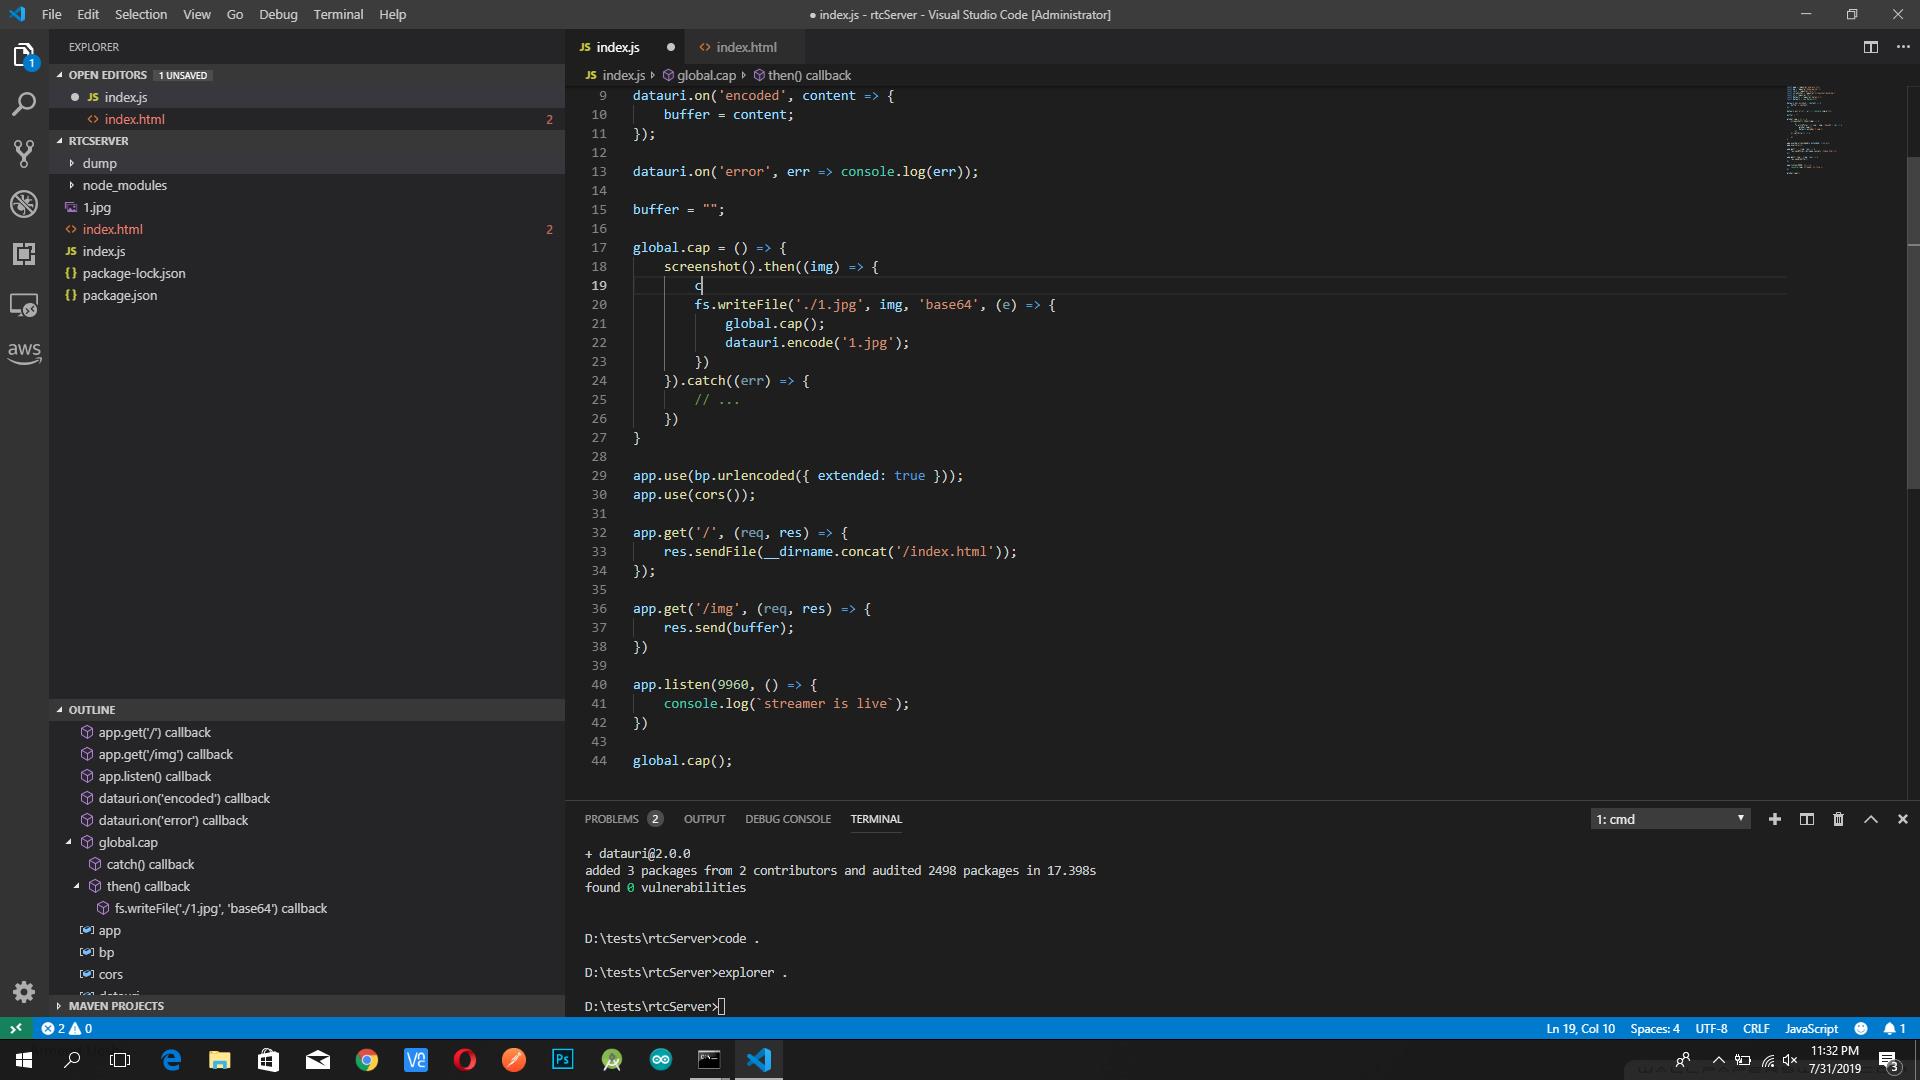 File Edit Selection View Go Debug Terminal Help
● index.js - rtcServer - Visual Studio Code [Administrator]
EXPLORER
1
OPEN EDITORS 1 UNSAVED
JS index.js
<> index.html 2
RTCSERVER
dump
node_modules
1.jpg
<> index.html 2
JS index.js
{} package-lock.json
{} package.json
aws
OUTLINE
app.get('/') callback
app.get('/img') callback
app.listen() callback
datauri.on('encoded') callback
datauri.on('error') callback
global.cap
catch() callback
then() callback
fs.writeFile('./1.jpg', 'base64') callback
app
bp
cors
MAVEN PROJECTS
JS index.js ●
<> index.html
JS index.js global.cap then() callback
9 datauri.on('encoded', content => {
10 buffer = content;
11 });
12
13 datauri.on('error', err => console.log(err));
14
15 buffer = "";
16
17 global.cap = () => {
18 screenshot().then((img) => {
19 c
20 fs.writeFile('./1.jpg', img, 'base64', (e) => {
21 global.cap();
22 datauri.encode('1.jpg');
23 })
24 }).catch((err) => {
25 // ...
26 })
27 }
28
29 app.use(bp.urlencoded({ extended: true }));
30 app.use(cors());
31
32 app.get('/', (req, res) => {
33 res.sendFile(__dirname.concat('/index.html'));
34 });
35
36 app.get('/img', (req, res) => {
37 res.send(buffer);
38 })
39
40 app.listen(9960, () => {
41 console.log(`streamer is live`);
42 })
43
44 global.cap();
PROBLEMS 2 OUTPUT DEBUG CONSOLE TERMINAL
1: cmd
+ datauri@2.0.0
added 3 packages from 2 contributors and audited 2498 packages in 17.398s
found 0 vulnerabilities
D:\tests\rtcServer>code .
D:\tests\rtcServer>explorer .
D:\tests\rtcServer>
2 0
Ln 19, Col 10 Spaces: 4 UTF-8 CRLF JavaScript 1
V2
Ps
11:32 PM
7/31/2019
3